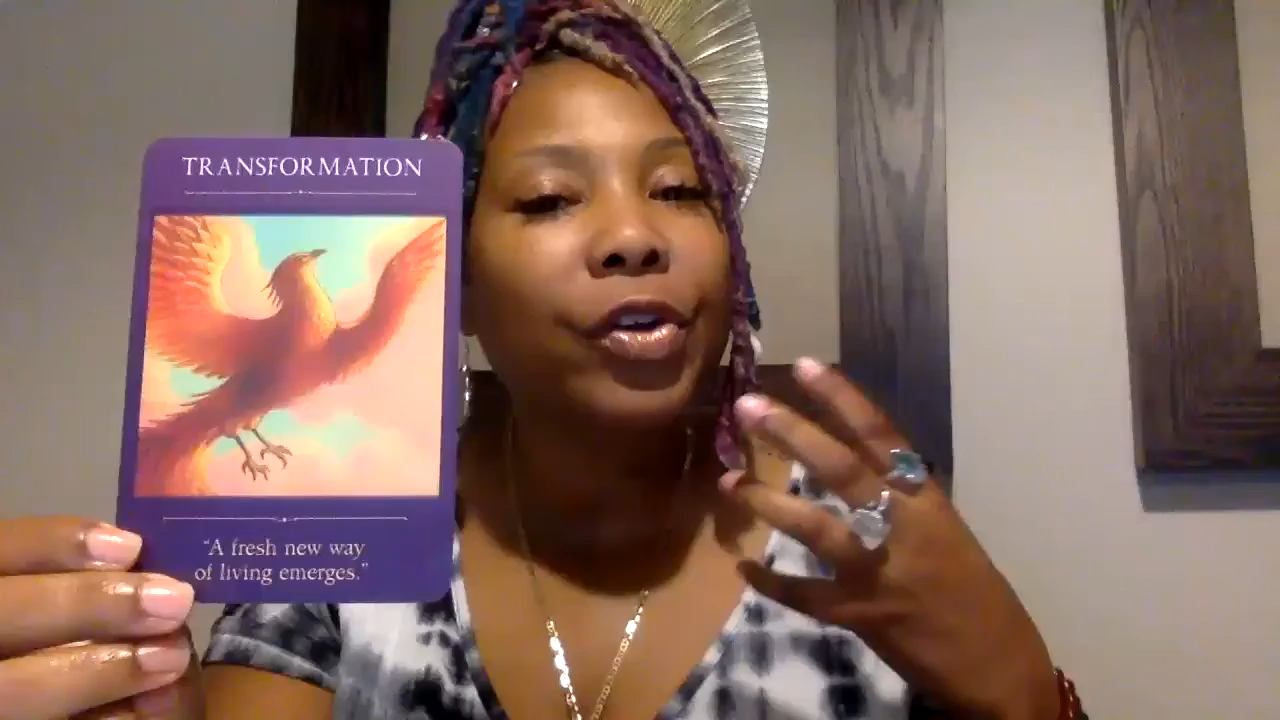 TRANSFORMATION
“A fresh new way
of living emerges.”